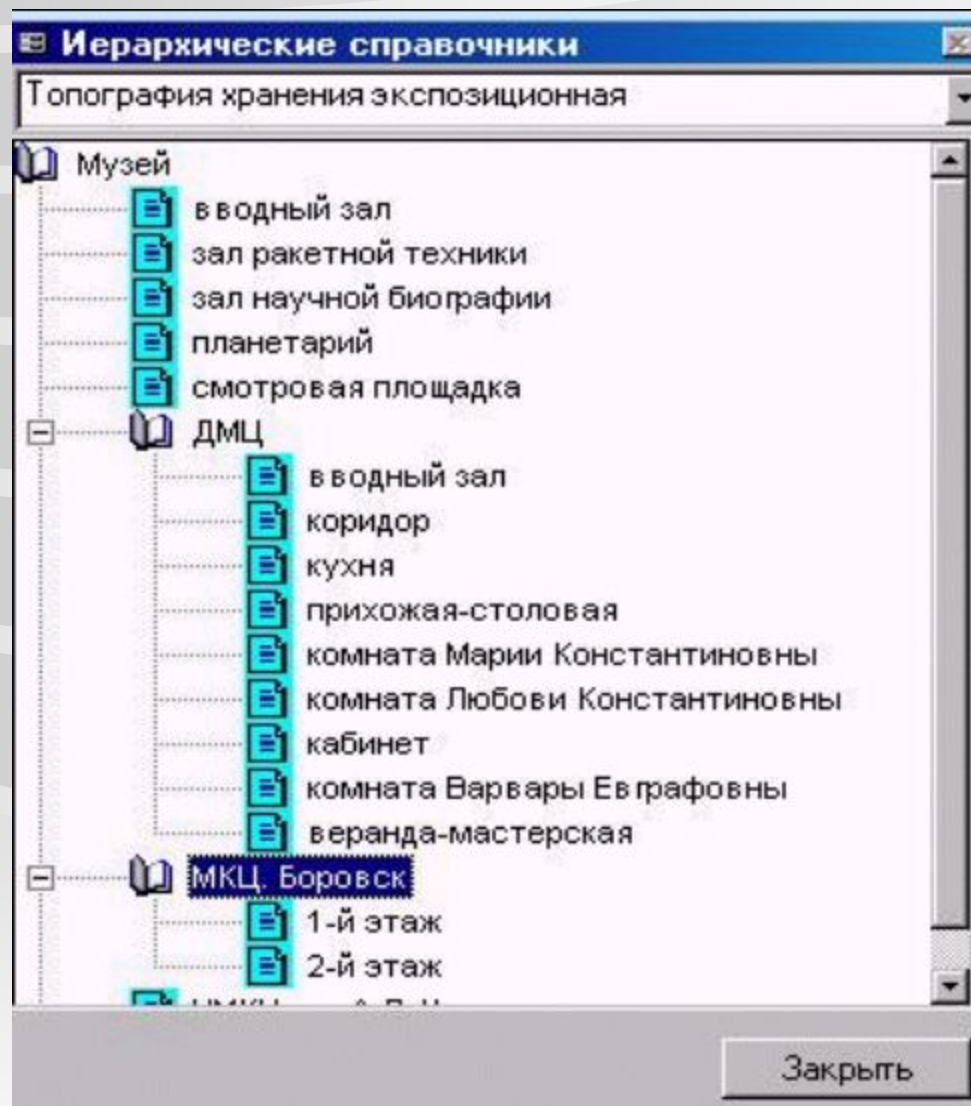 Иерархические справочники
Топография хранения экспозиционная
Музей
вводный зал
зал ракетной техники
зал научной биографии
планетарий
смотровая площадка
ДМЦ
вводный зал
коридор
кухня
прихожая-столовая
комната Марии Константиновны
комната Любови Константиновны
кабинет
комната Варвары Евграфовны
веранда-мастерская
МКЦ. Боровск
1-й этаж
2-й этаж
Закрыть